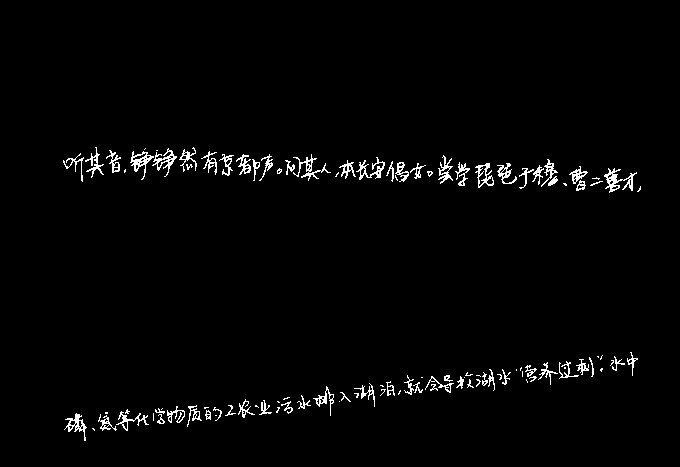 听其音，铮铮然有京都声。问其人，本长安倡女。尝学琵琶于穆、曹二善才，
磷、氮等化学物质的工农业污水排入湖泊，就会导致湖水“营养过剩”。水中